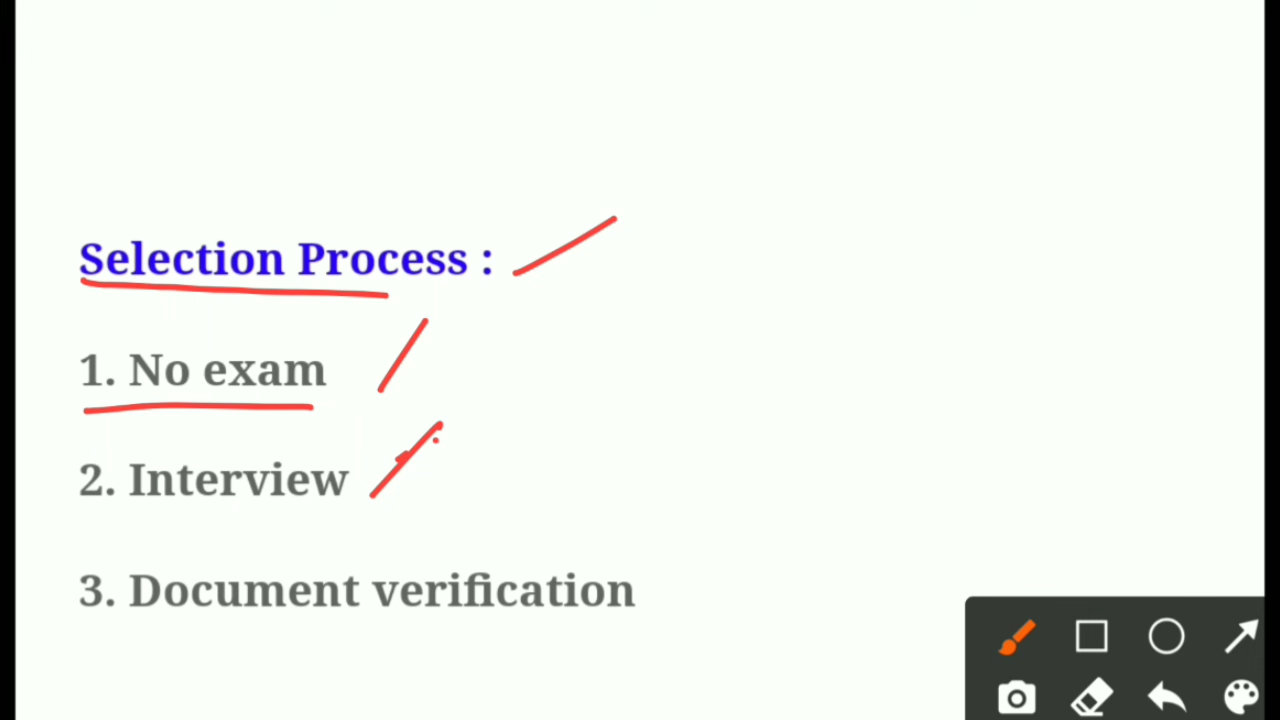 Selection Process :
1. No exam
2. Interview
3. Document verification